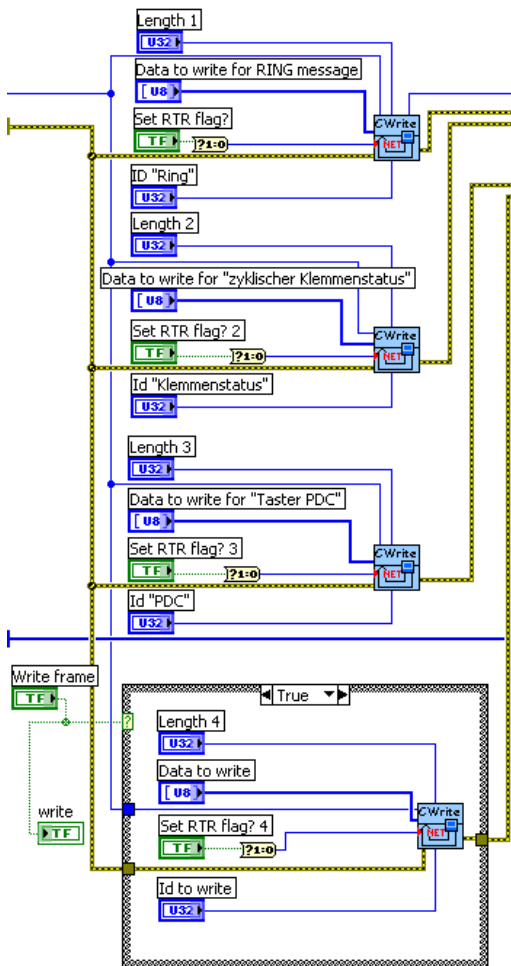 Length 1
U32
Data to write for RING message
[U8]
Set RTR flag?
TF
?1:0
CWrite
NET
ID "Ring"
U32
Length 2
U32
Data to write for "zyklischer Klemmenstatus"
[U8]
Set RTR flag? 2
TF
?1:0
CWrite
NET
Id "Klemmenstatus"
U32
Length 3
U32
Data to write for "Taster PDC"
[U8]
Set RTR flag? 3
TF
?1:0
CWrite
NET
Id "PDC"
U32
Write frame
TF
True
?
Length 4
U32
Data to write
[U8]
write
TF
Set RTR flag? 4
TF
?1:0
CWrite
NET
Id to write
U32